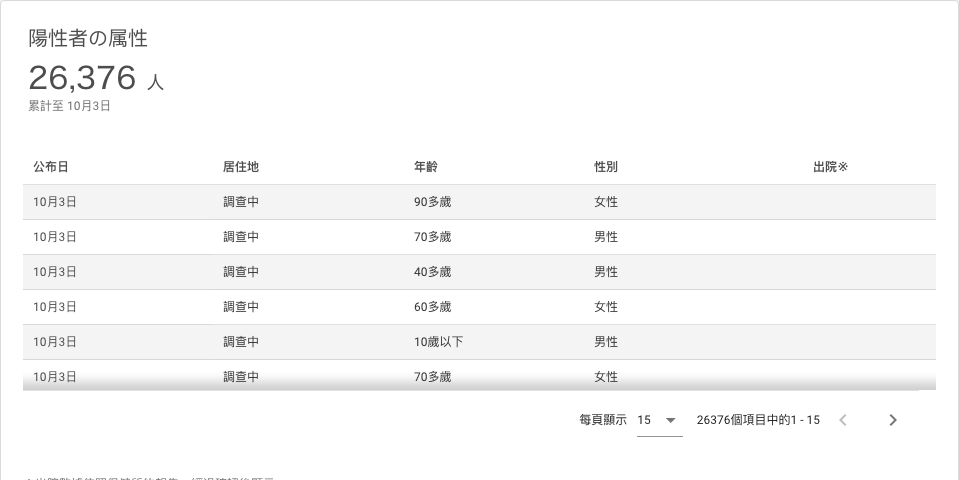 陽性者の属性
26,376 人
累計至 10月3日
公布日 居住地 年齡 性別 出院※
10月3日 調查中 90多歲 女性
10月3日 調查中 70多歲 男性
10月3日 調查中 40多歲 男性
10月3日 調查中 60多歲 女性
10月3日 調查中 10歲以下 男性
10月3日 調查中 70多歲 女性
每頁顯示 15 26376個項目中的1 - 15